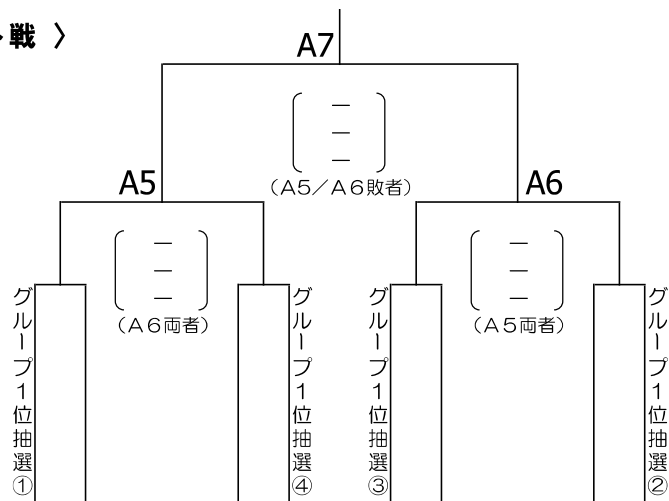 戦 〉
A7
〔 ― ― ― 〕
（A5／A6敗者）
A5
A6
〔 ― ― ― 〕
〔 ― ― ― 〕
（A6両者）
（A5両者）
グループ1位抽選①
グループ1位抽選④
グループ1位抽選③
グループ1位抽選②